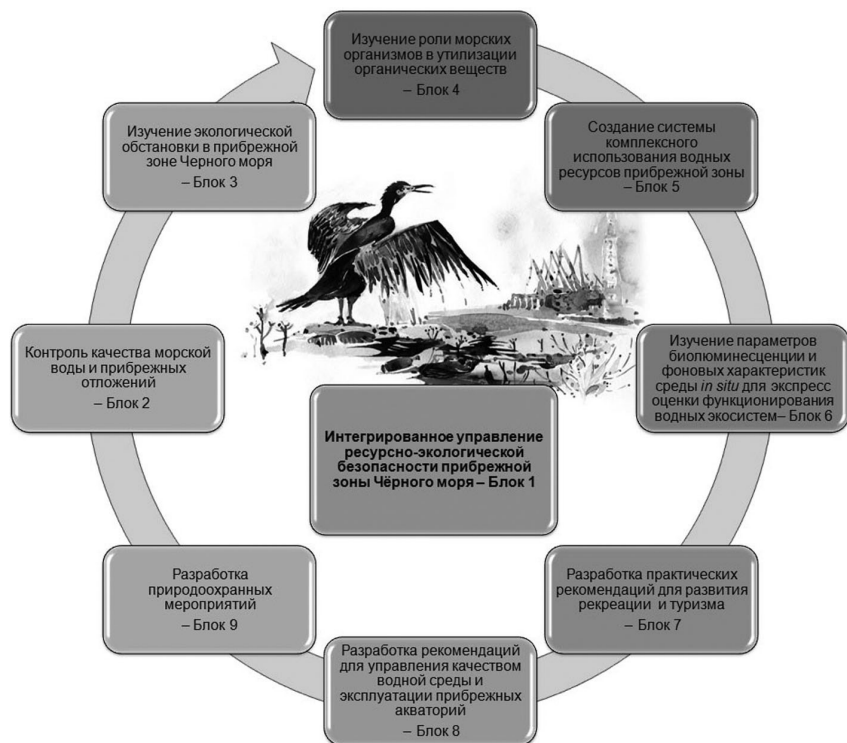 Изучение роли морских
организмов в утилизации
органических веществ
– Блок 4
Создание системы
комплексного
использования водных
ресурсов прибрежной зоны
– Блок 5
Изучение параметров
биолюминесценции и
фоновых характеристик
среды in situ для экспресс
оценки функционирования
водных экосистем– Блок 6
Разработка практических
рекомендаций для развития
рекреации и туризма
– Блок 7
Разработка рекомендаций
для управления качеством
водной среды и
эксплуатации прибрежных
акваторий
– Блок 8
Разработка
природоохранных
мероприятий
– Блок 9
Контроль качества морской
воды и прибрежных
отложений
– Блок 2
Изучение экологической
обстановки в прибрежной
зоне Черного моря
– Блок 3
Интегрированное управление
ресурсно-экологической
безопасности прибрежной
зоны Чёрного моря – Блок 1